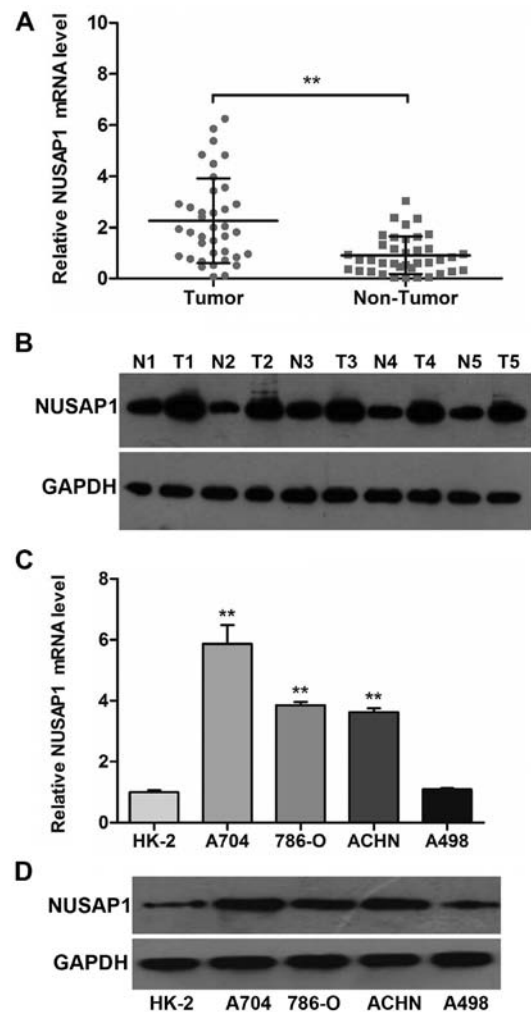 A
Relative NUSAP1 mRNA level
**
8
6
4
2
0
Tumor Non-Tumor
B
N1 T1 N2 T2 N3 T3 N4 T4 N5 T5
NUSAP1
GAPDH
C
Relative NUSAP1 mRNA level
8
6
4
2
0
**
**
**
HK-2 A704 786-O ACHN A498
D
NUSAP1
GAPDH
HK-2 A704 786-O ACHN A498